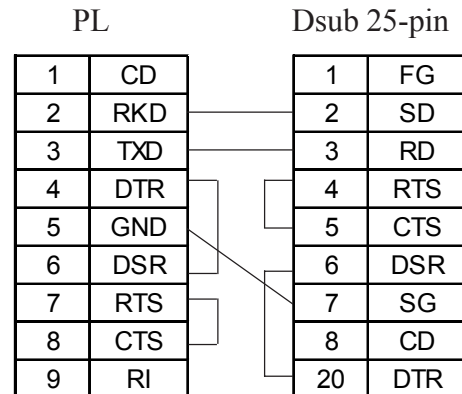 PL Dsub 25-pin
1 CD 1 FG
2 RKD 2 SD
3 TXD 3 RD
4 DTR 4 RTS
5 GND 5 CTS
6 DSR 6 DSR
7 RTS 7 SG
8 CTS 8 CD
9 RI 20 DTR